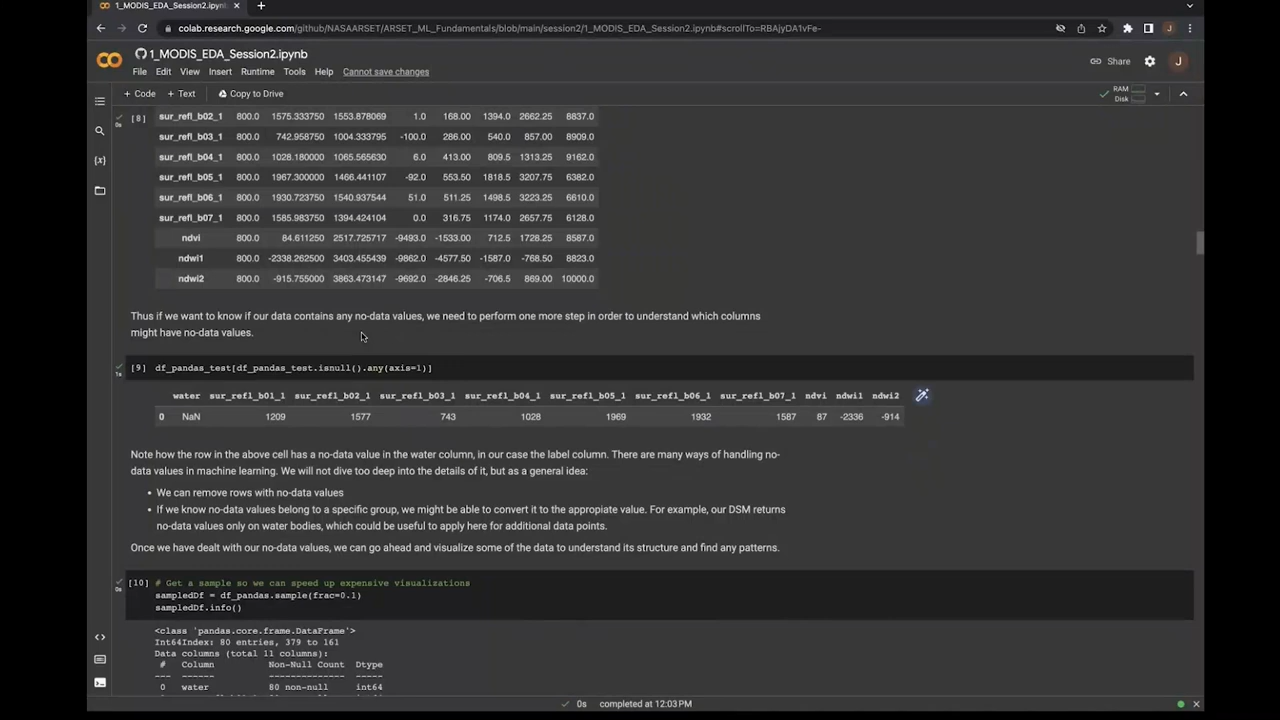 1_MODIS_EDA_Session2.ipynb
colab.research.google.com/github/NASAARSET/ARSET_ML_Fundamentals/blob/main/session2/1_MODIS_EDA_Session2.ipynb#scrollTo=RBAjyDA1vFe-
J
1_MODIS_EDA_Session2.ipynb
File Edit View Insert Runtime Tools Help Cannot save changes
Share J
+ Code + Text Copy to Drive
RAM
Disk
[8] sur_refl_b02_1 800.0 1575.333750 1553.878069 1.0 168.00 1394.0 2662.25 8837.0
sur_refl_b03_1 800.0 742.958750 1004.333795 -100.0 286.00 540.0 857.00 8909.0
sur_refl_b04_1 800.0 1028.180000 1065.565630 6.0 413.00 809.5 1313.25 9162.0
sur_refl_b05_1 800.0 1967.300000 1466.441107 -92.0 553.50 1818.5 3207.75 6382.0
sur_refl_b06_1 800.0 1930.723750 1540.937544 51.0 511.25 1498.5 3223.25 6610.0
sur_refl_b07_1 800.0 1585.983750 1394.424104 0.0 316.75 1174.0 2657.75 6128.0
ndvi 800.0 84.611250 2517.725717 -9493.0 -1533.00 712.5 1728.25 8587.0
ndwi1 800.0 -2338.262500 3403.455439 -9862.0 -4577.50 -1587.0 -768.50 8823.0
ndwi2 800.0 -915.755000 3863.473147 -9692.0 -2846.25 -706.5 869.00 10000.0
Thus if we want to know if our data contains any no-data values, we need to perform one more step in order to understand which columns
might have no-data values.
[9] df_pandas_test[df_pandas_test.isnull().any(axis=1)]
water sur_refl_b01_1 sur_refl_b02_1 sur_refl_b03_1 sur_refl_b04_1 sur_refl_b05_1 sur_refl_b06_1 sur_refl_b07_1 ndvi ndwi1 ndwi2
0 NaN 1209 1577 743 1028 1969 1932 1587 87 -2336 -914
Note how the row in the above cell has a no-data value in the water column, in our case the label column. There are many ways of handling no-
data values in machine learning. We will not dive too deep into the details of it, but as a general idea:
• We can remove rows with no-data values
• If we know no-data values belong to a specific group, we might be able to convert it to the appropiate value. For example, our DSM returns
no-data values only on water bodies, which could be useful to apply here for additional data points.
Once we have dealt with our no-data values, we can go ahead and visualize some of the data to understand its structure and find any patterns.
[10] # Get a sample so we can speed up expensive visualizations
sampledDf = df_pandas.sample(frac=0.1)
sampledDf.info()
<class 'pandas.core.frame.DataFrame'>
Int64Index: 80 entries, 379 to 161
Data columns (total 11 columns):
# Column Non-Null Count Dtype
--- ------ -------------- -----
0 water 80 non-null int64
0s completed at 12:03 PM